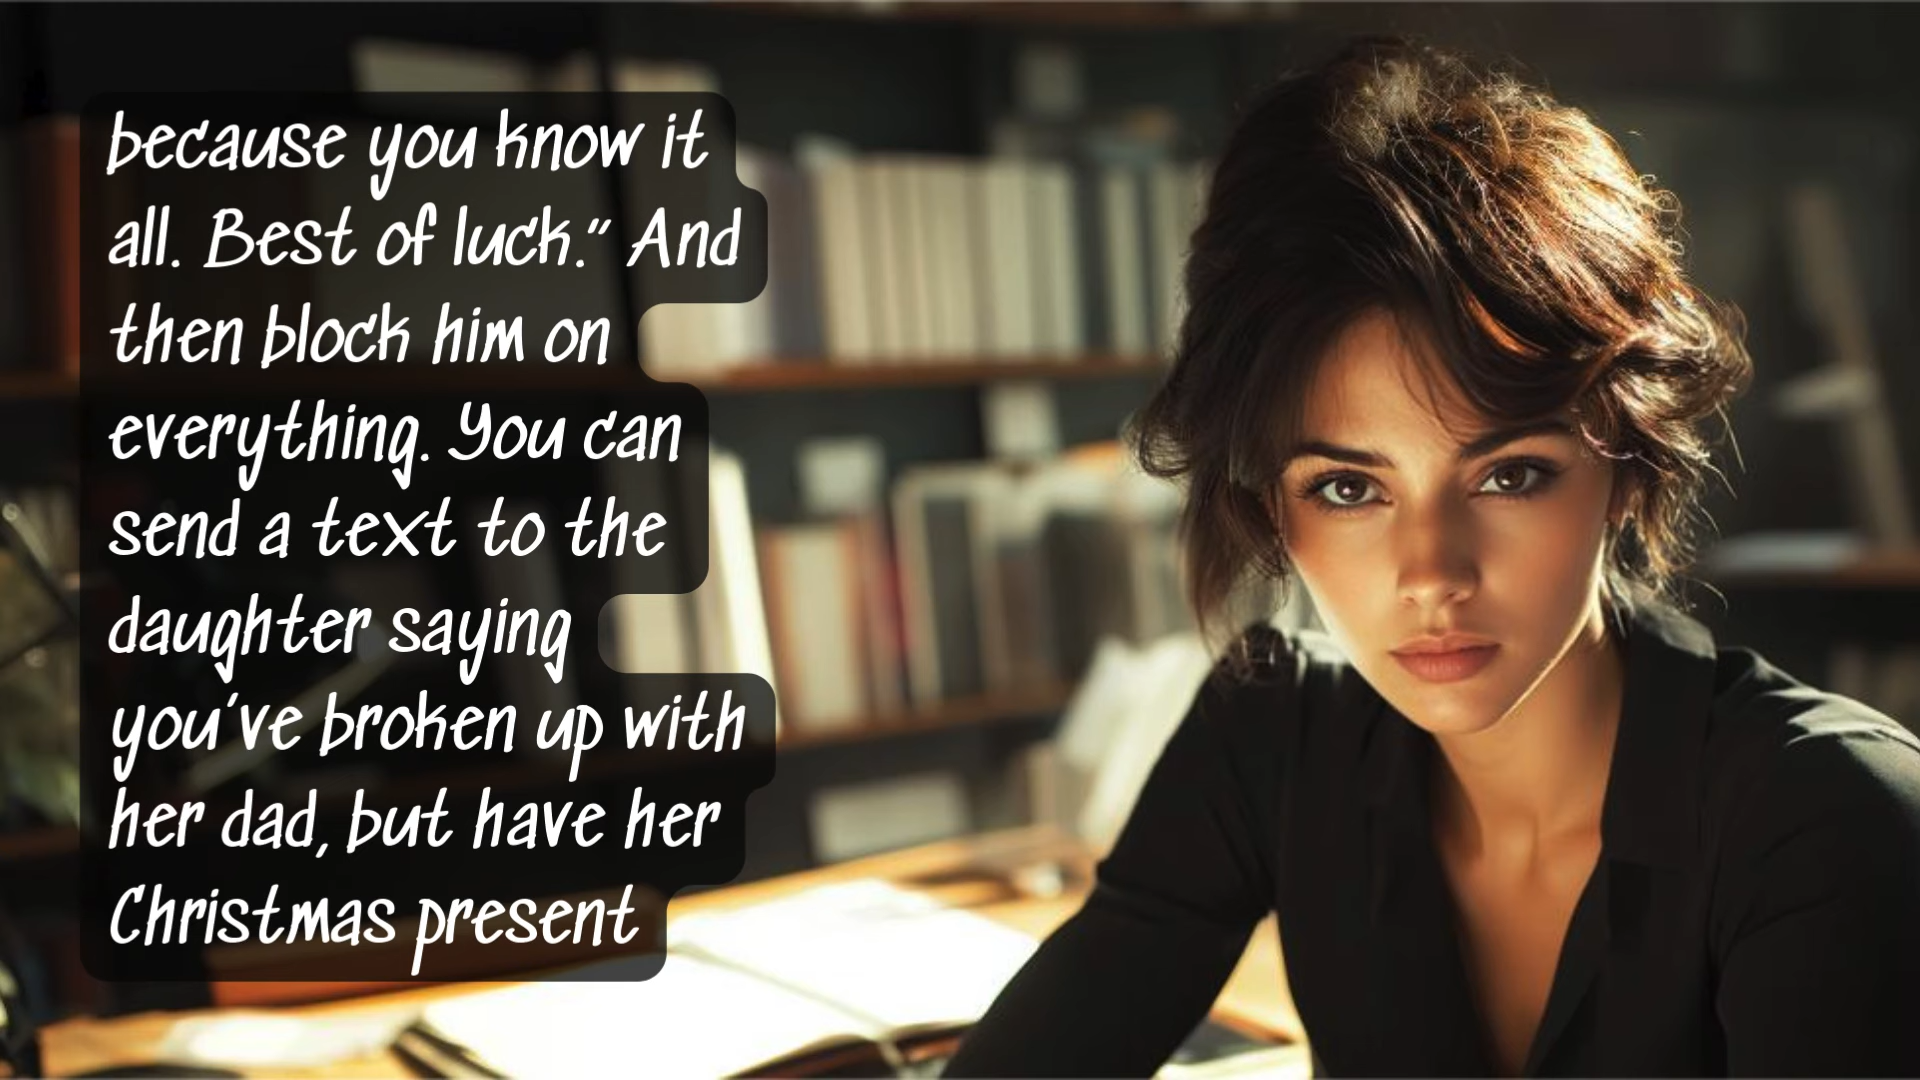 because you know it
all. Best of luck.” And
then block him on
everything. You can
send a text to the
daughter saying
you’ve broken up with
her dad, but have her
Christmas present